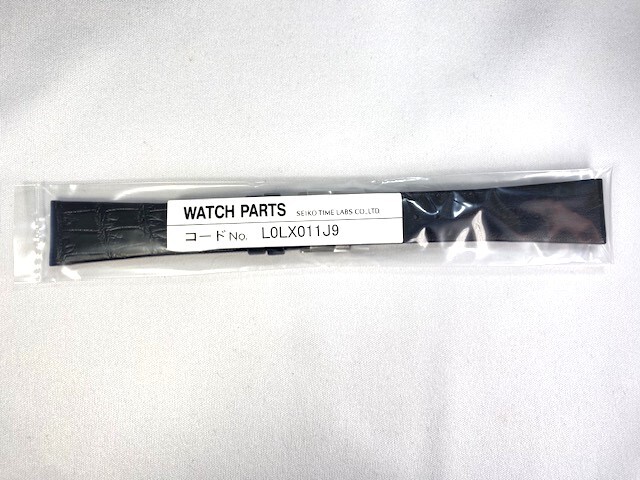 WATCH PARTS SEIKO TIME LABS CO.,LTD.
コードNo. L0LX011J9